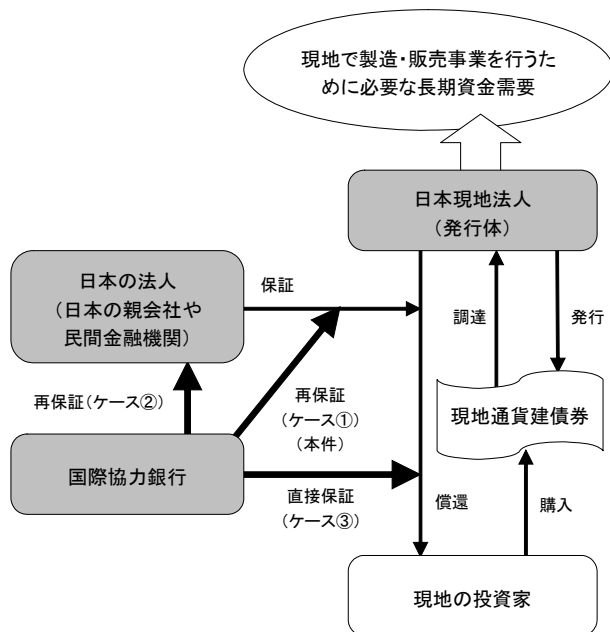 現地で製造・販売事業を行うた
めに必要な長期資金需要
日本現地法人
（発行体）
日本の法人
（日本の親会社や
民間金融機関）
保証
調達
発行
再保証（ケース②）
再保証
（ケース①）
（本件）
現地通貨建債券
国際協力銀行
直接保証
（ケース③）
償還
購入
現地の投資家